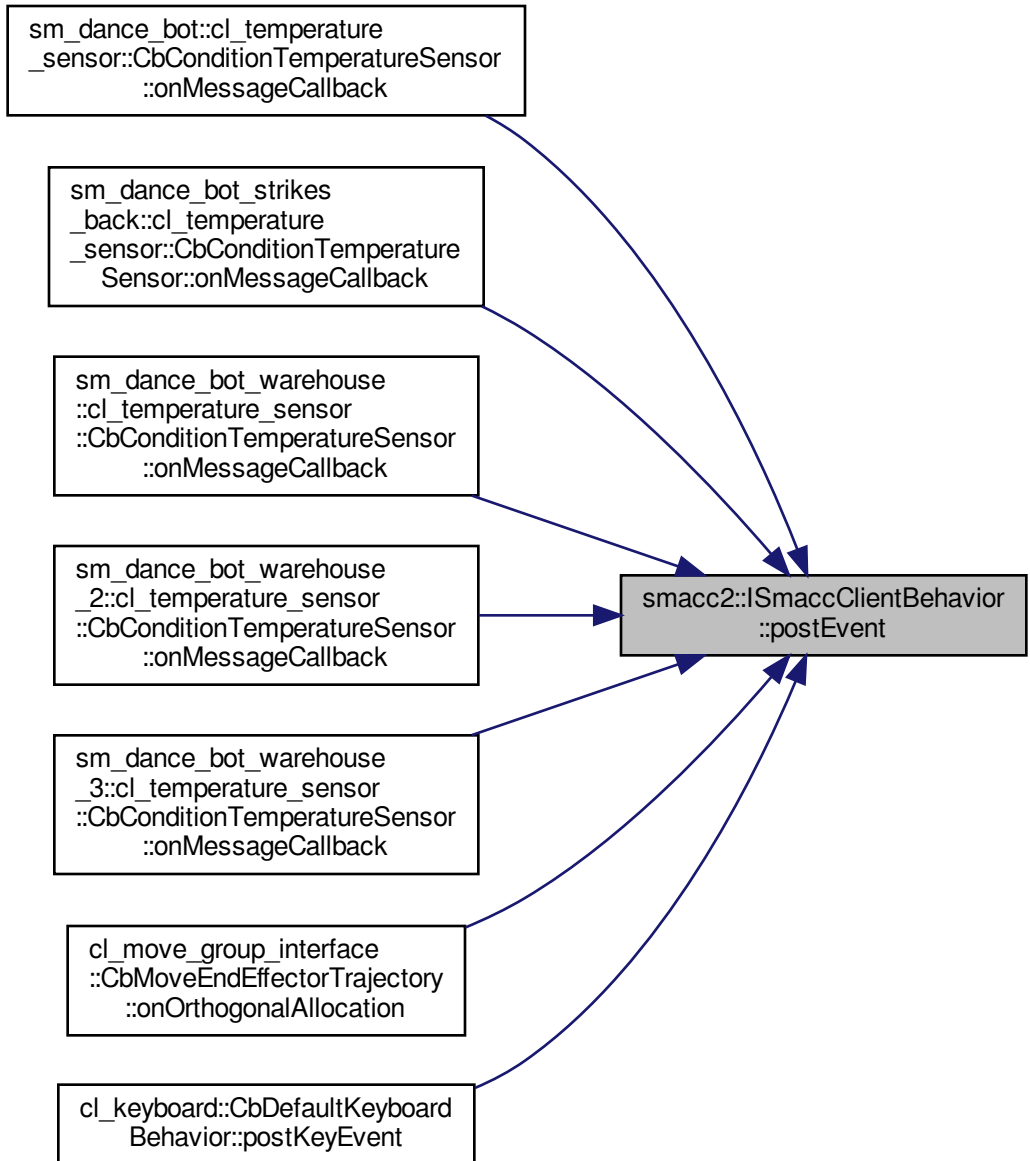 sm_dance_bot::cl_temperature
_sensor::CbConditionTemperatureSensor
::onMessageCallback
sm_dance_bot_strikes
_back::cl_temperature
_sensor::CbConditionTemperature
Sensor::onMessageCallback
sm_dance_bot_warehouse
::cl_temperature_sensor
::CbConditionTemperatureSensor
::onMessageCallback
sm_dance_bot_warehouse
_2::cl_temperature_sensor
::CbConditionTemperatureSensor
::onMessageCallback
sm_dance_bot_warehouse
_3::cl_temperature_sensor
::CbConditionTemperatureSensor
::onMessageCallback
cl_move_group_interface
::CbMoveEndEffectorTrajectory
::onOrthogonalAllocation
cl_keyboard::CbDefaultKeyboard
Behavior::postKeyEvent
smacc2::ISmaccClientBehavior
::postEvent